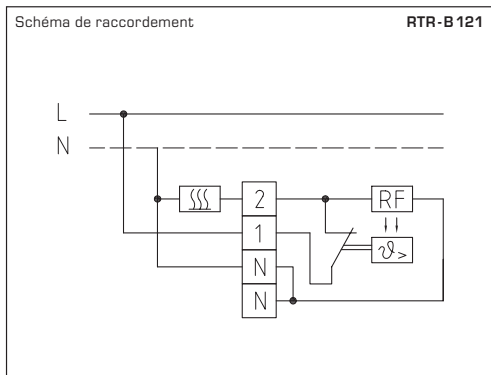 Schéma de raccordement RTR-B 121
L
N
2 RF
1
ϑ>
N
N